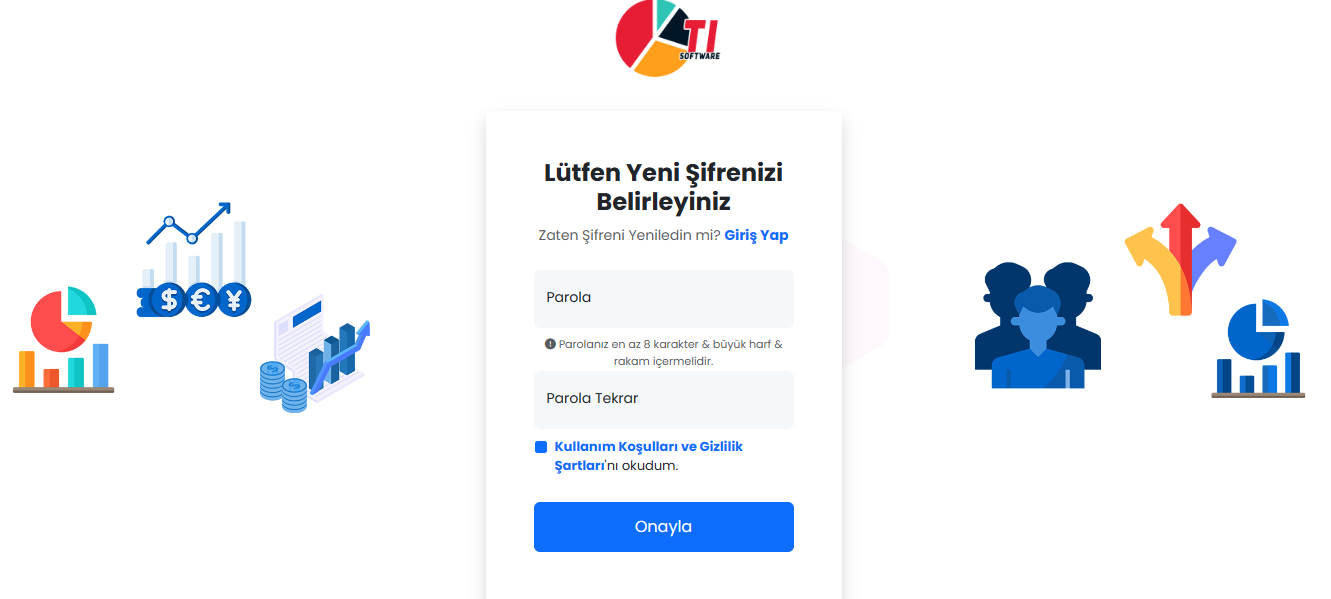 TI
SOFTWARE
Lütfen Yeni Şifrenizi
Belirleyiniz
Zaten Şifreni Yeniledin mi? Giriş Yap
$ € ¥
Parola
Parolanız en az 8 karakter & büyük harf &
rakam içermelidir.
Parola Tekrar
Kullanım Koşulları ve Gizlilik
Şartları'nı okudum.
Onayla